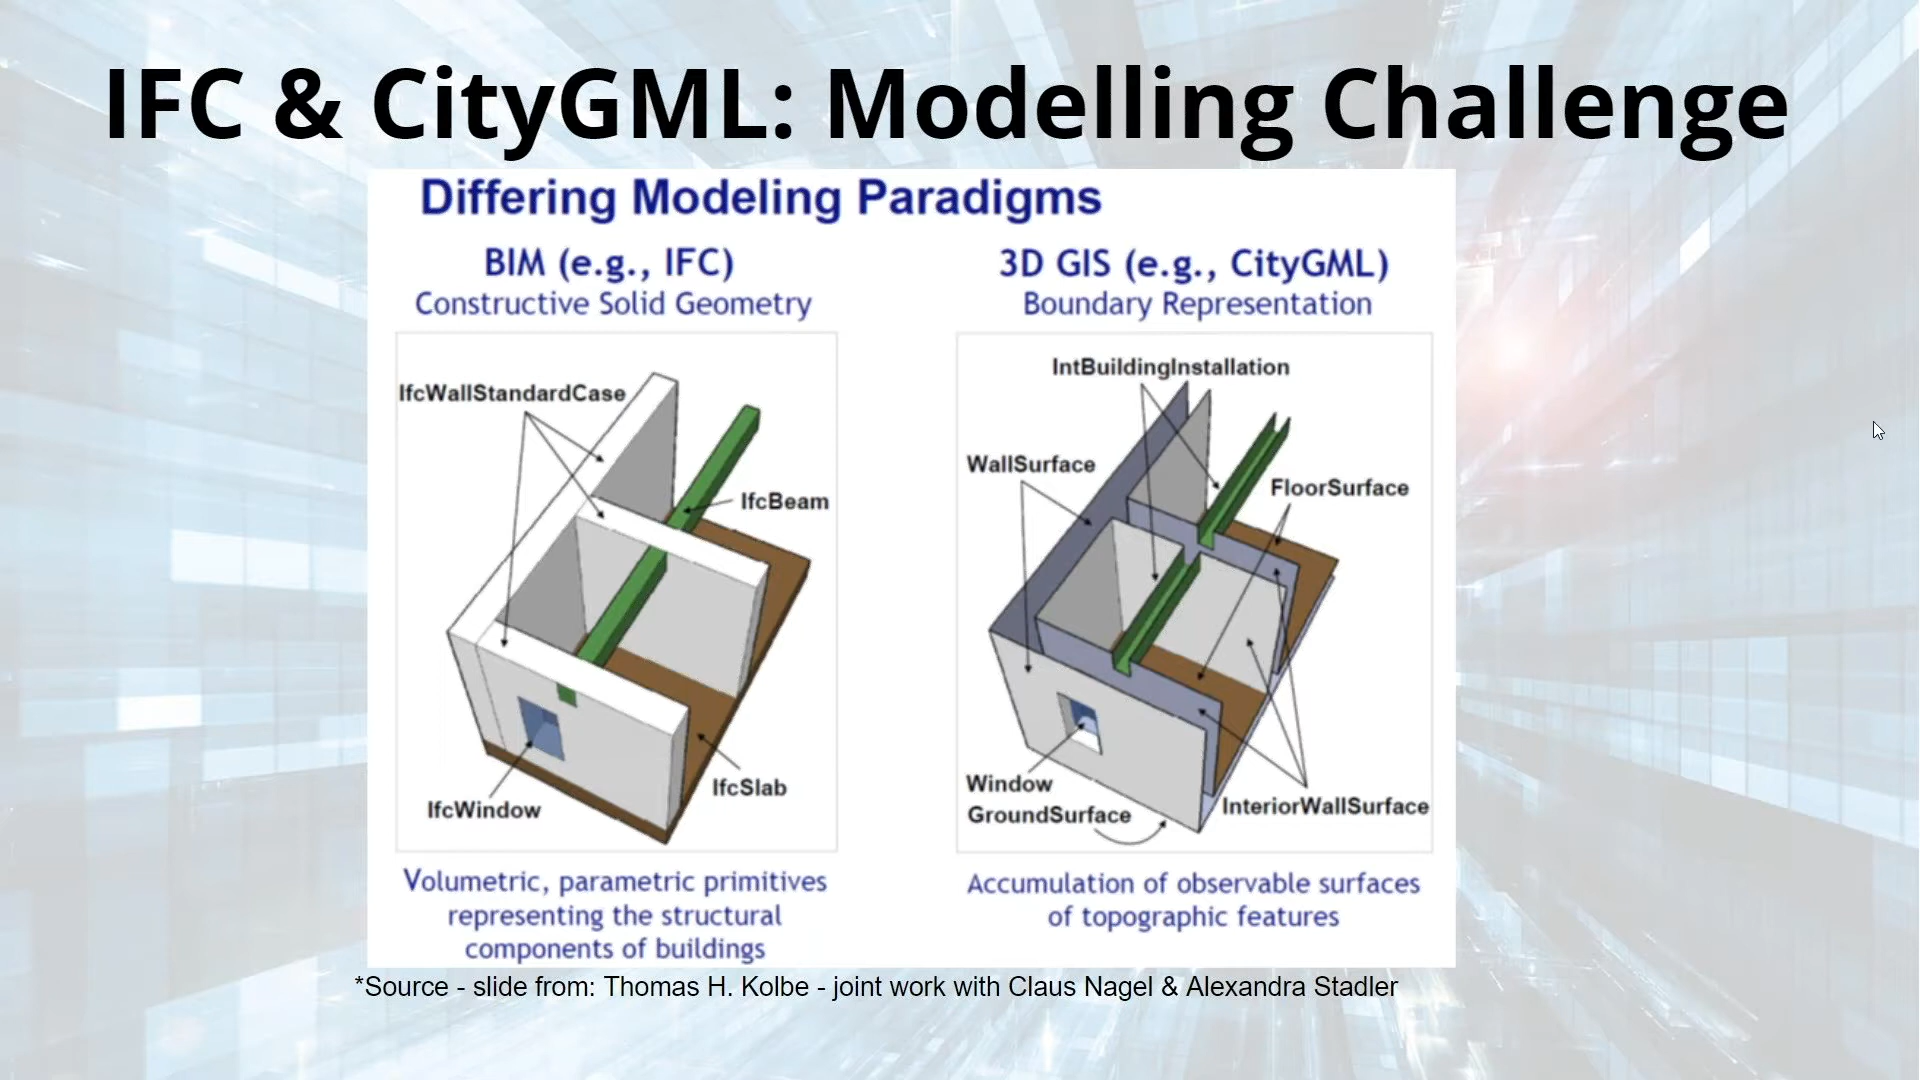 IFC & CityGML: Modelling Challenge
Differing Modeling Paradigms
BIM (e.g., IFC)
Constructive Solid Geometry
IfcWallStandardCase
IfcBeam
IfcSlab
IfcWindow
Volumetric, parametric primitives
representing the structural
components of buildings
3D GIS (e.g., CityGML)
Boundary Representation
IntBuildingInstallation
WallSurface
FloorSurface
Window
GroundSurface
InteriorWallSurface
Accumulation of observable surfaces
of topographic features
*Source - slide from: Thomas H. Kolbe - joint work with Claus Nagel & Alexandra Stadler